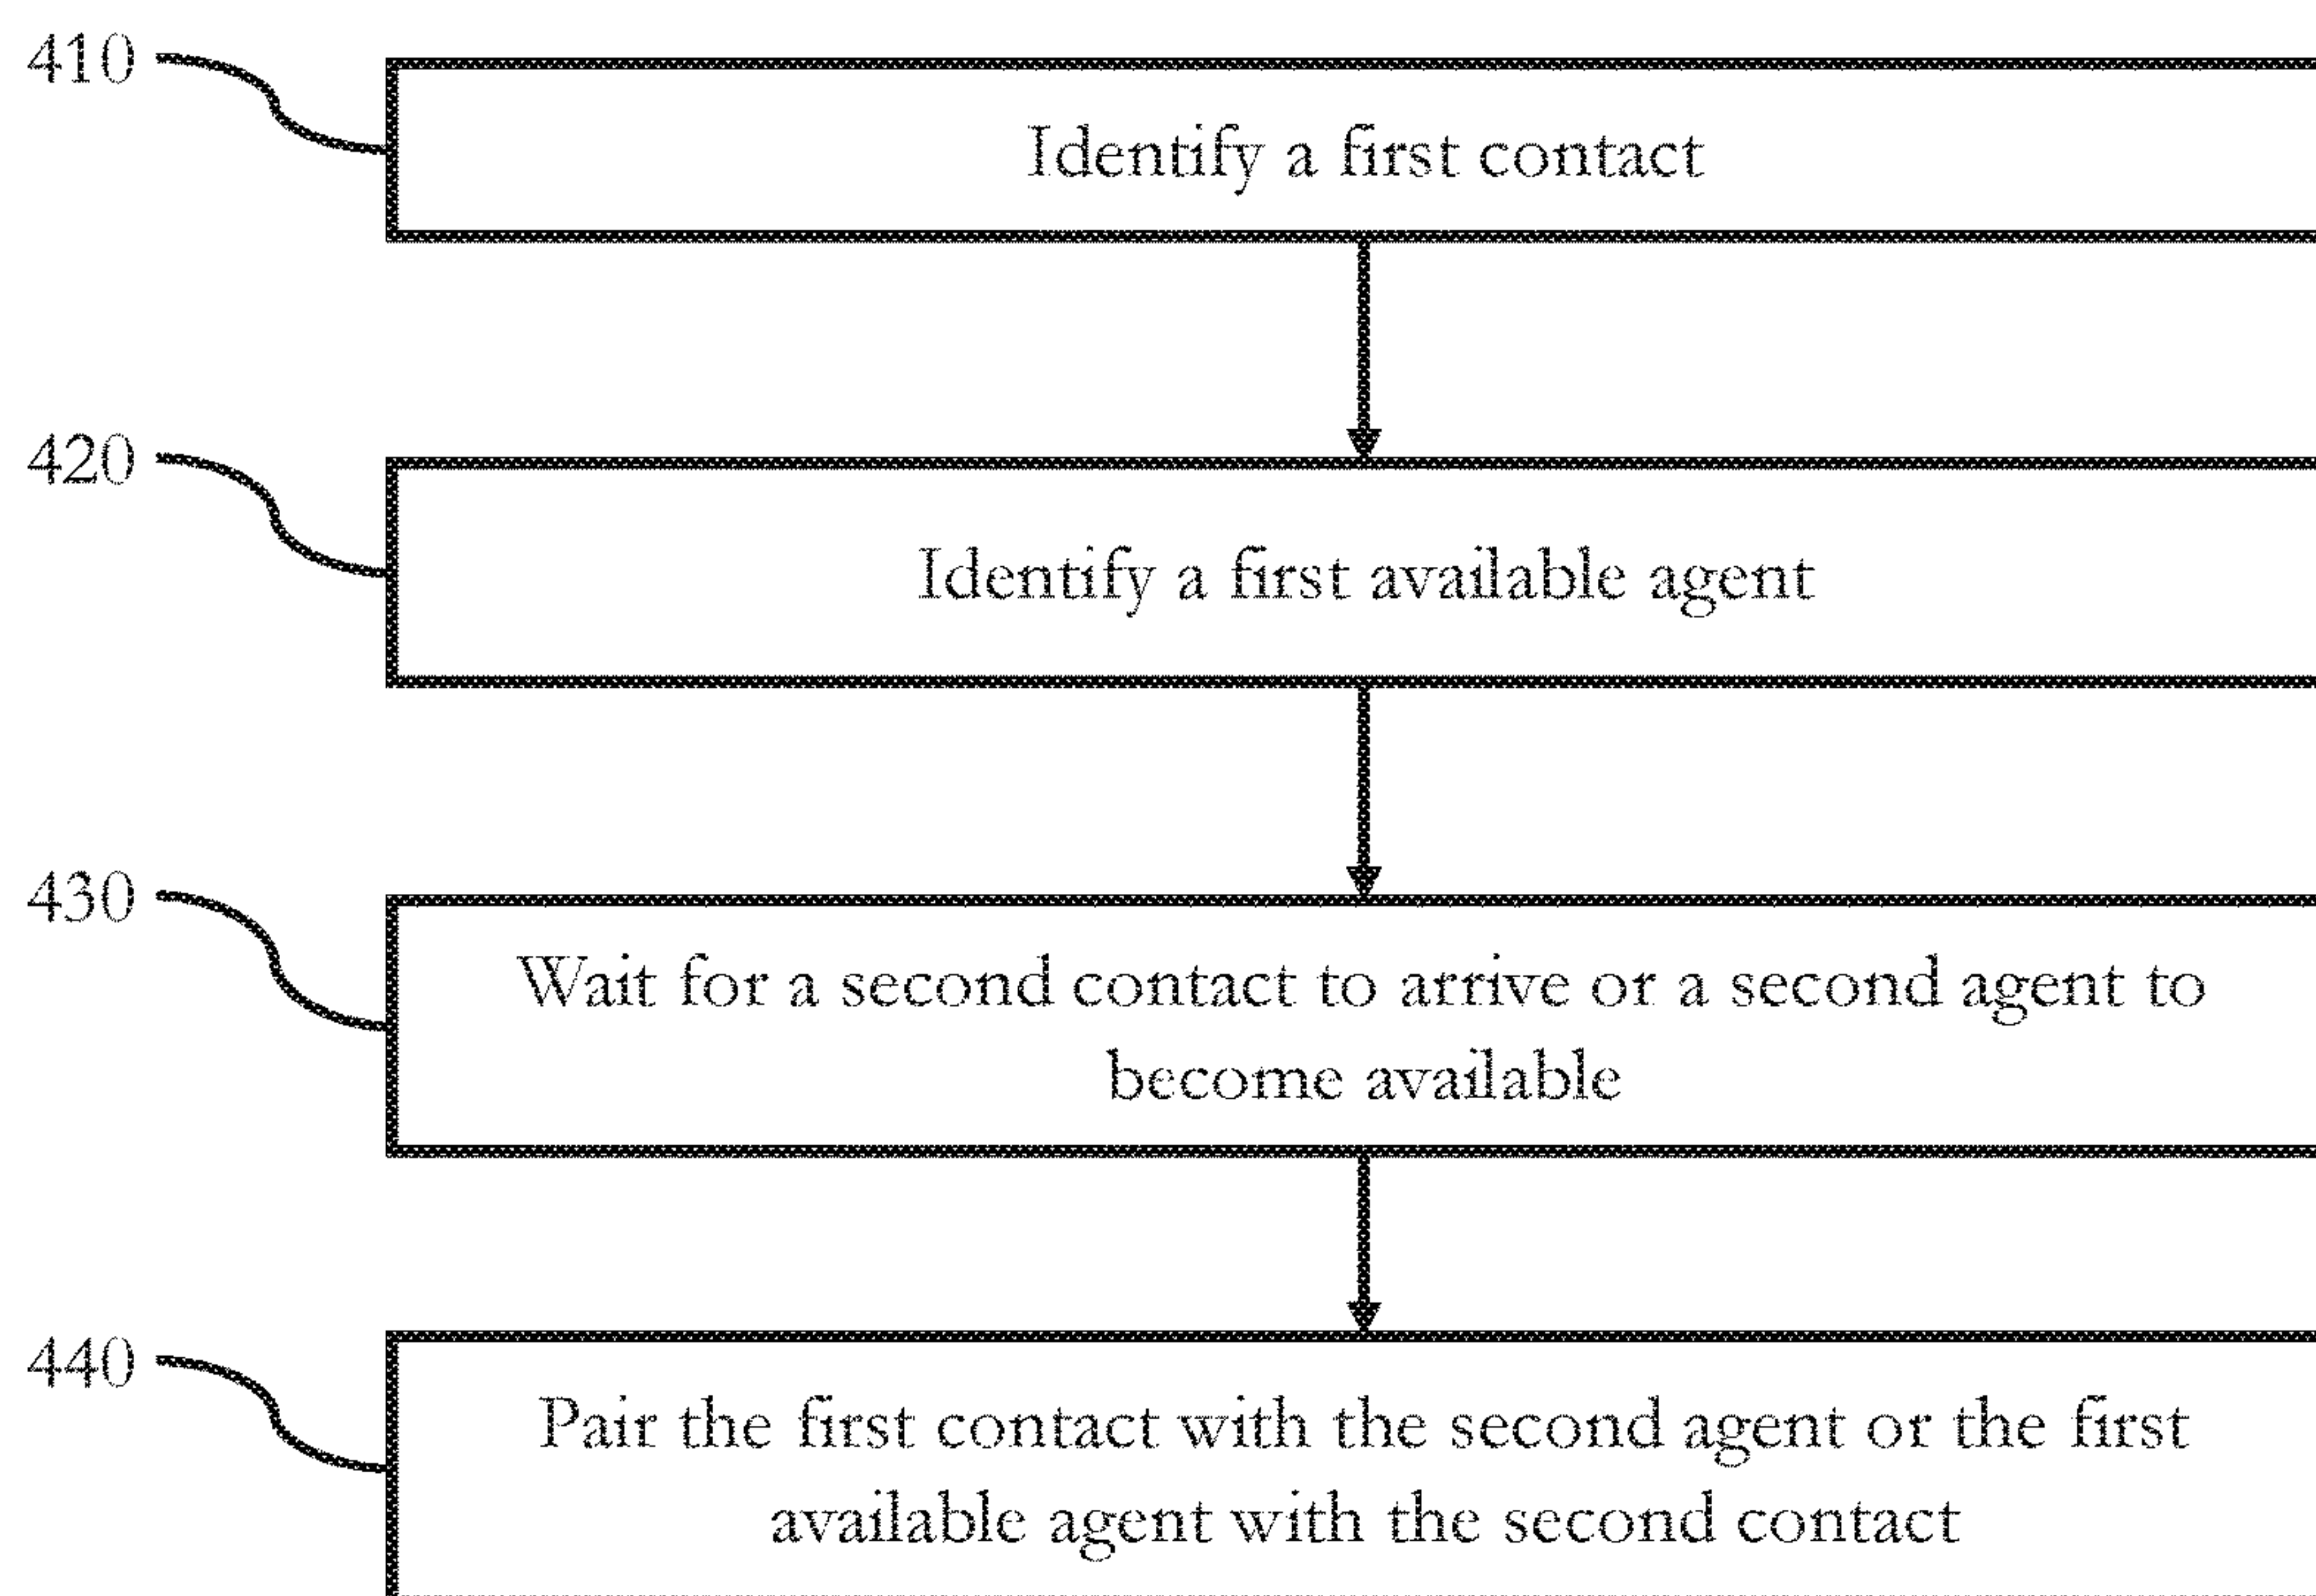 410
Identify a first contact
420
Identify a first available agent
430
Wait for a second contact to arrive or a second agent to
become available
440
Pair the first contact with the second agent or the first
available agent with the second contact